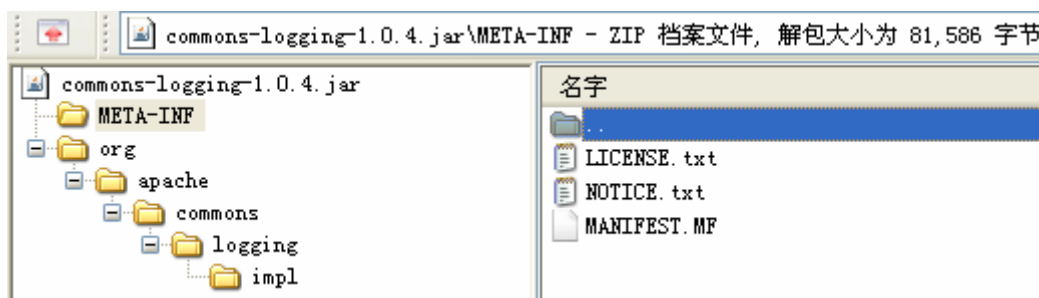 commons-logging-1.0.4.jar\META-INF - ZIP 档案文件, 解包大小为 81,586 字节
commons-logging-1.0.4.jar
META-INF
org
apache
commons
logging
impl
名字
..
LICENSE.txt
NOTICE.txt
MANIFEST.MF